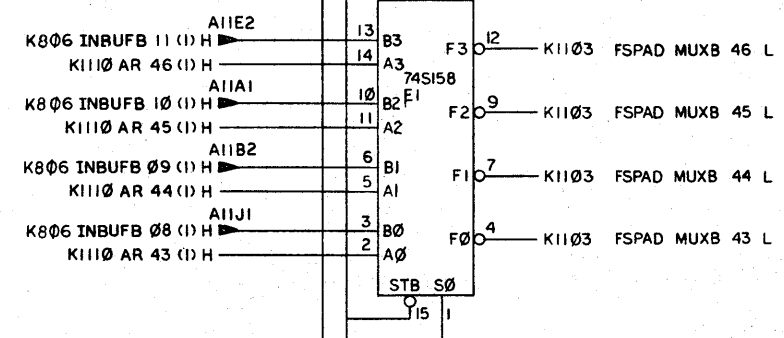 A11E2
K8Ø6 INBUFB 11 (1) H 13 B3 F3 12 K11Ø3 FSPAD MUXB 46 L
K111Ø AR 46 (1) H 14 A3
74S158
A11A1 E1
K8Ø6 INBUFB 1Ø (1) H 1Ø B2 F2 9 K11Ø3 FSPAD MUXB 45 L
K111Ø AR 45 (1) H 11 A2
A11B2
K8Ø6 INBUFB Ø9 (1) H 6 B1 F1 7 K11Ø3 FSPAD MUXB 44 L
K111Ø AR 44 (1) H 5 A1
A11J1
K8Ø6 INBUFB Ø8 (1) H 3 BØ FØ 4 K11Ø3 FSPAD MUXB 43 L
K111Ø AR 43 (1) H 2 AØ
STB SØ
15 1